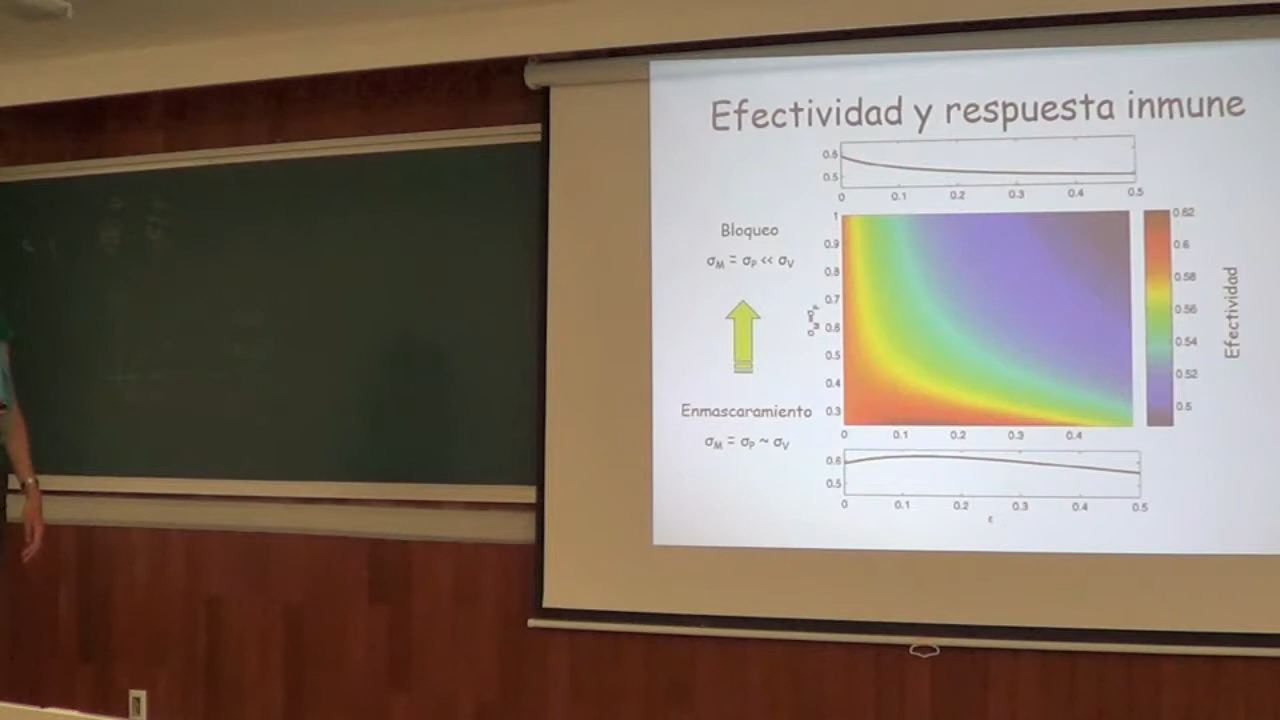 Efectividad y respuesta inmune
0.6
0.5
0 0.1 0.2 0.3 0.4 0.5
Bloqueo
σM = σP << σV
Enmascaramiento
σM = σP ~ σV
σM=σP
1
0.9
0.8
0.7
0.6
0.5
0.4
0.3
0 0.1 0.2 0.3 0.4
0.62
0.6
0.58
0.56
0.54
0.52
0.5
Efectividad
0.6
0.5
0 0.1 0.2 0.3 0.4 0.5
ε